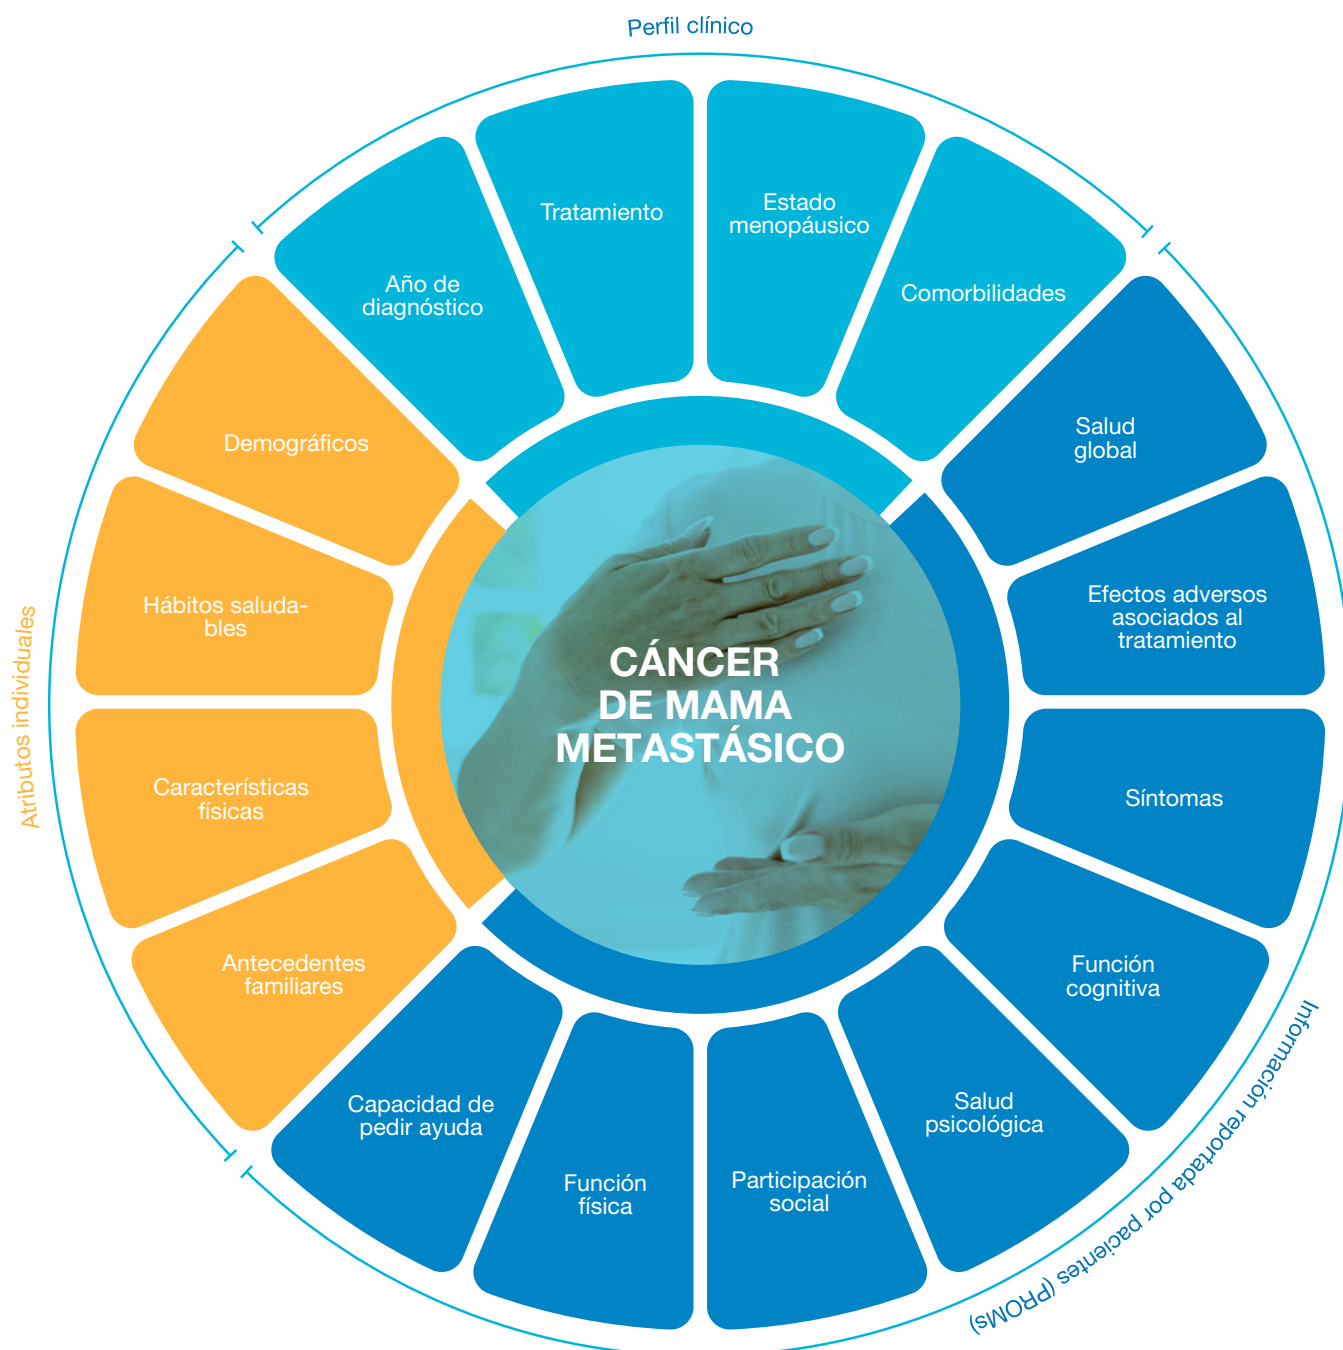 Perfil clínico
Año de
diagnóstico
Tratamiento
Estado
menopáusico
Comorbilidades
Salud
global
Efectos adversos
asociados al
tratamiento
Síntomas
Función
cognitiva
Salud
psicológica
Participación
social
Función
física
Capacidad de
pedir ayuda
Información reportada por pacientes (PROMs)
Antecedentes
familiares
Características
físicas
Hábitos saluda-
bles
Demográficos
Atributos individuales
CÁNCER
DE MAMA
METASTÁSICO